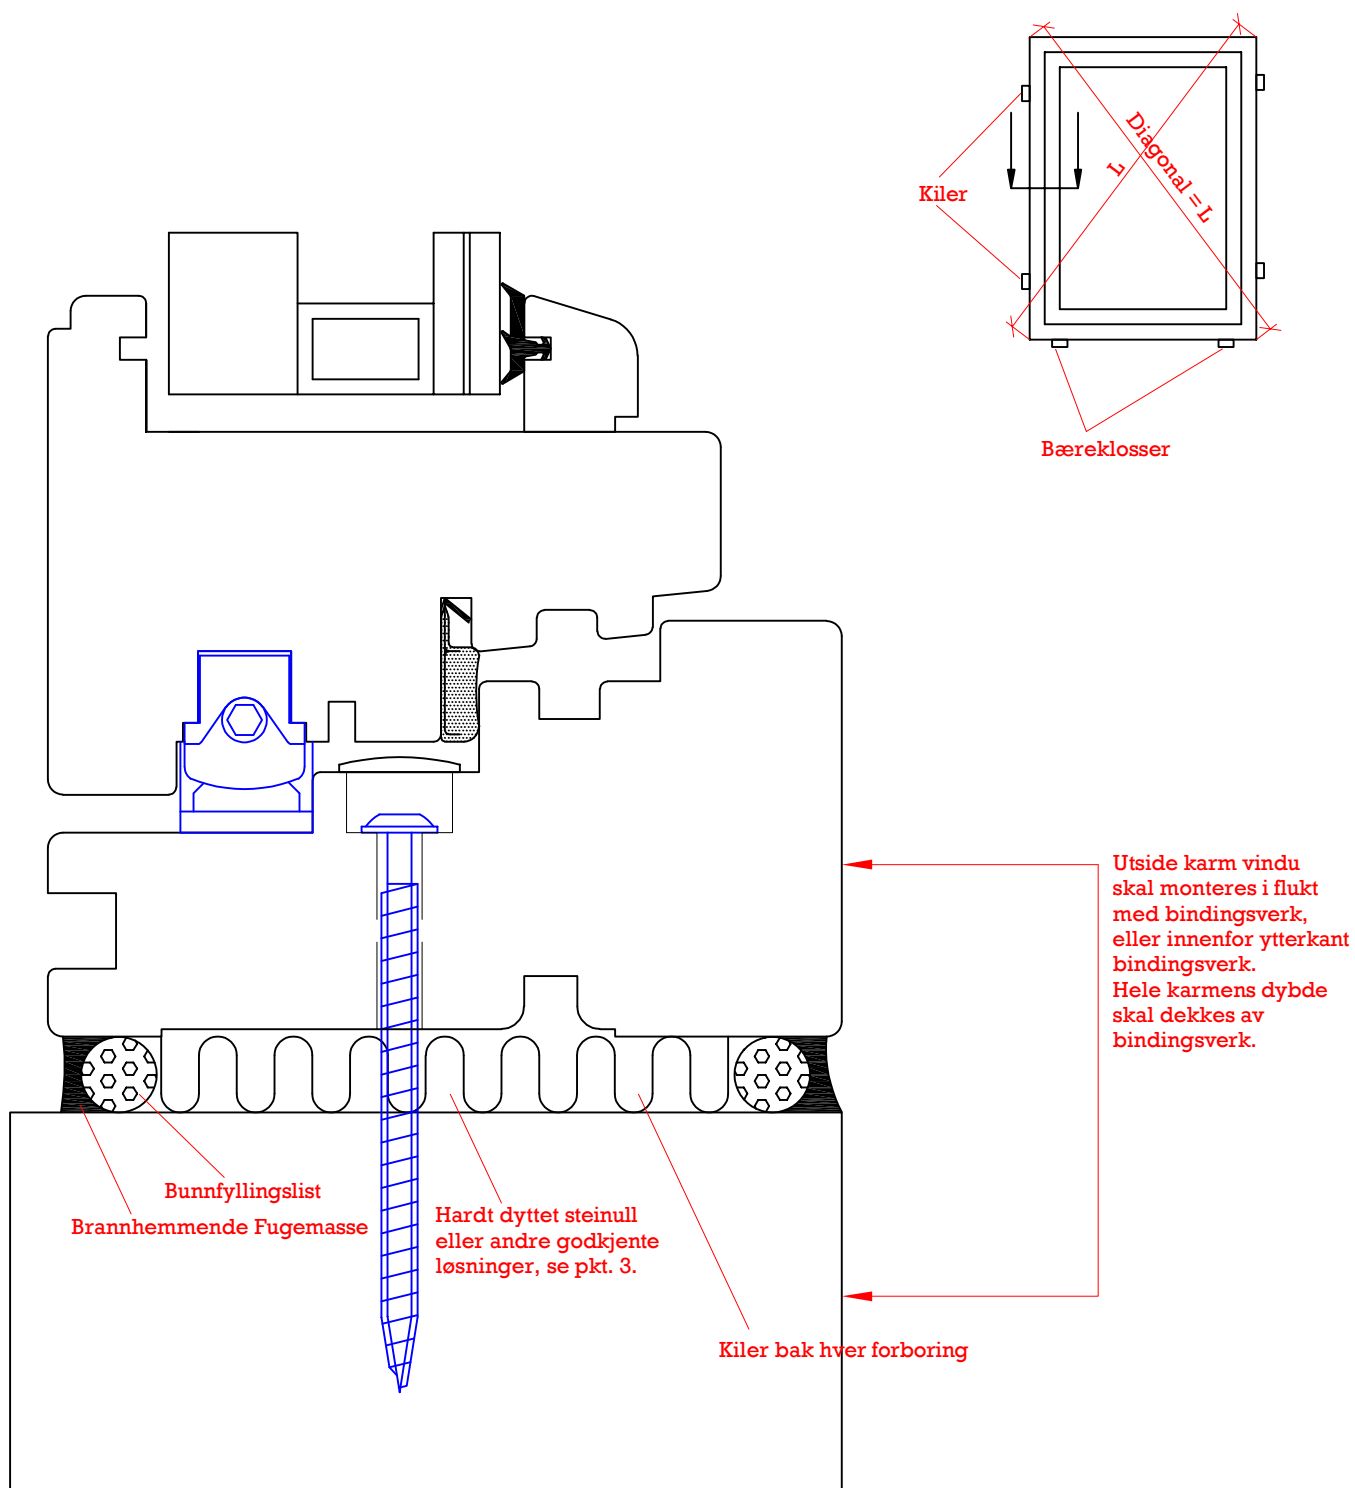 Diagonal = L
L
Kiler
Bæreklosser
Utside karm vindu
skal monteres i flukt
med bindingsverk,
eller innenfor ytterkant
bindingsverk.
Hele karmens dybde
skal dekkes av
bindingsverk.
Bunnfyllingslist
Brannhemmende Fugemasse
Hardt dyttet steinull
eller andre godkjente
løsninger, se pkt. 3.
Kiler bak hver forboring